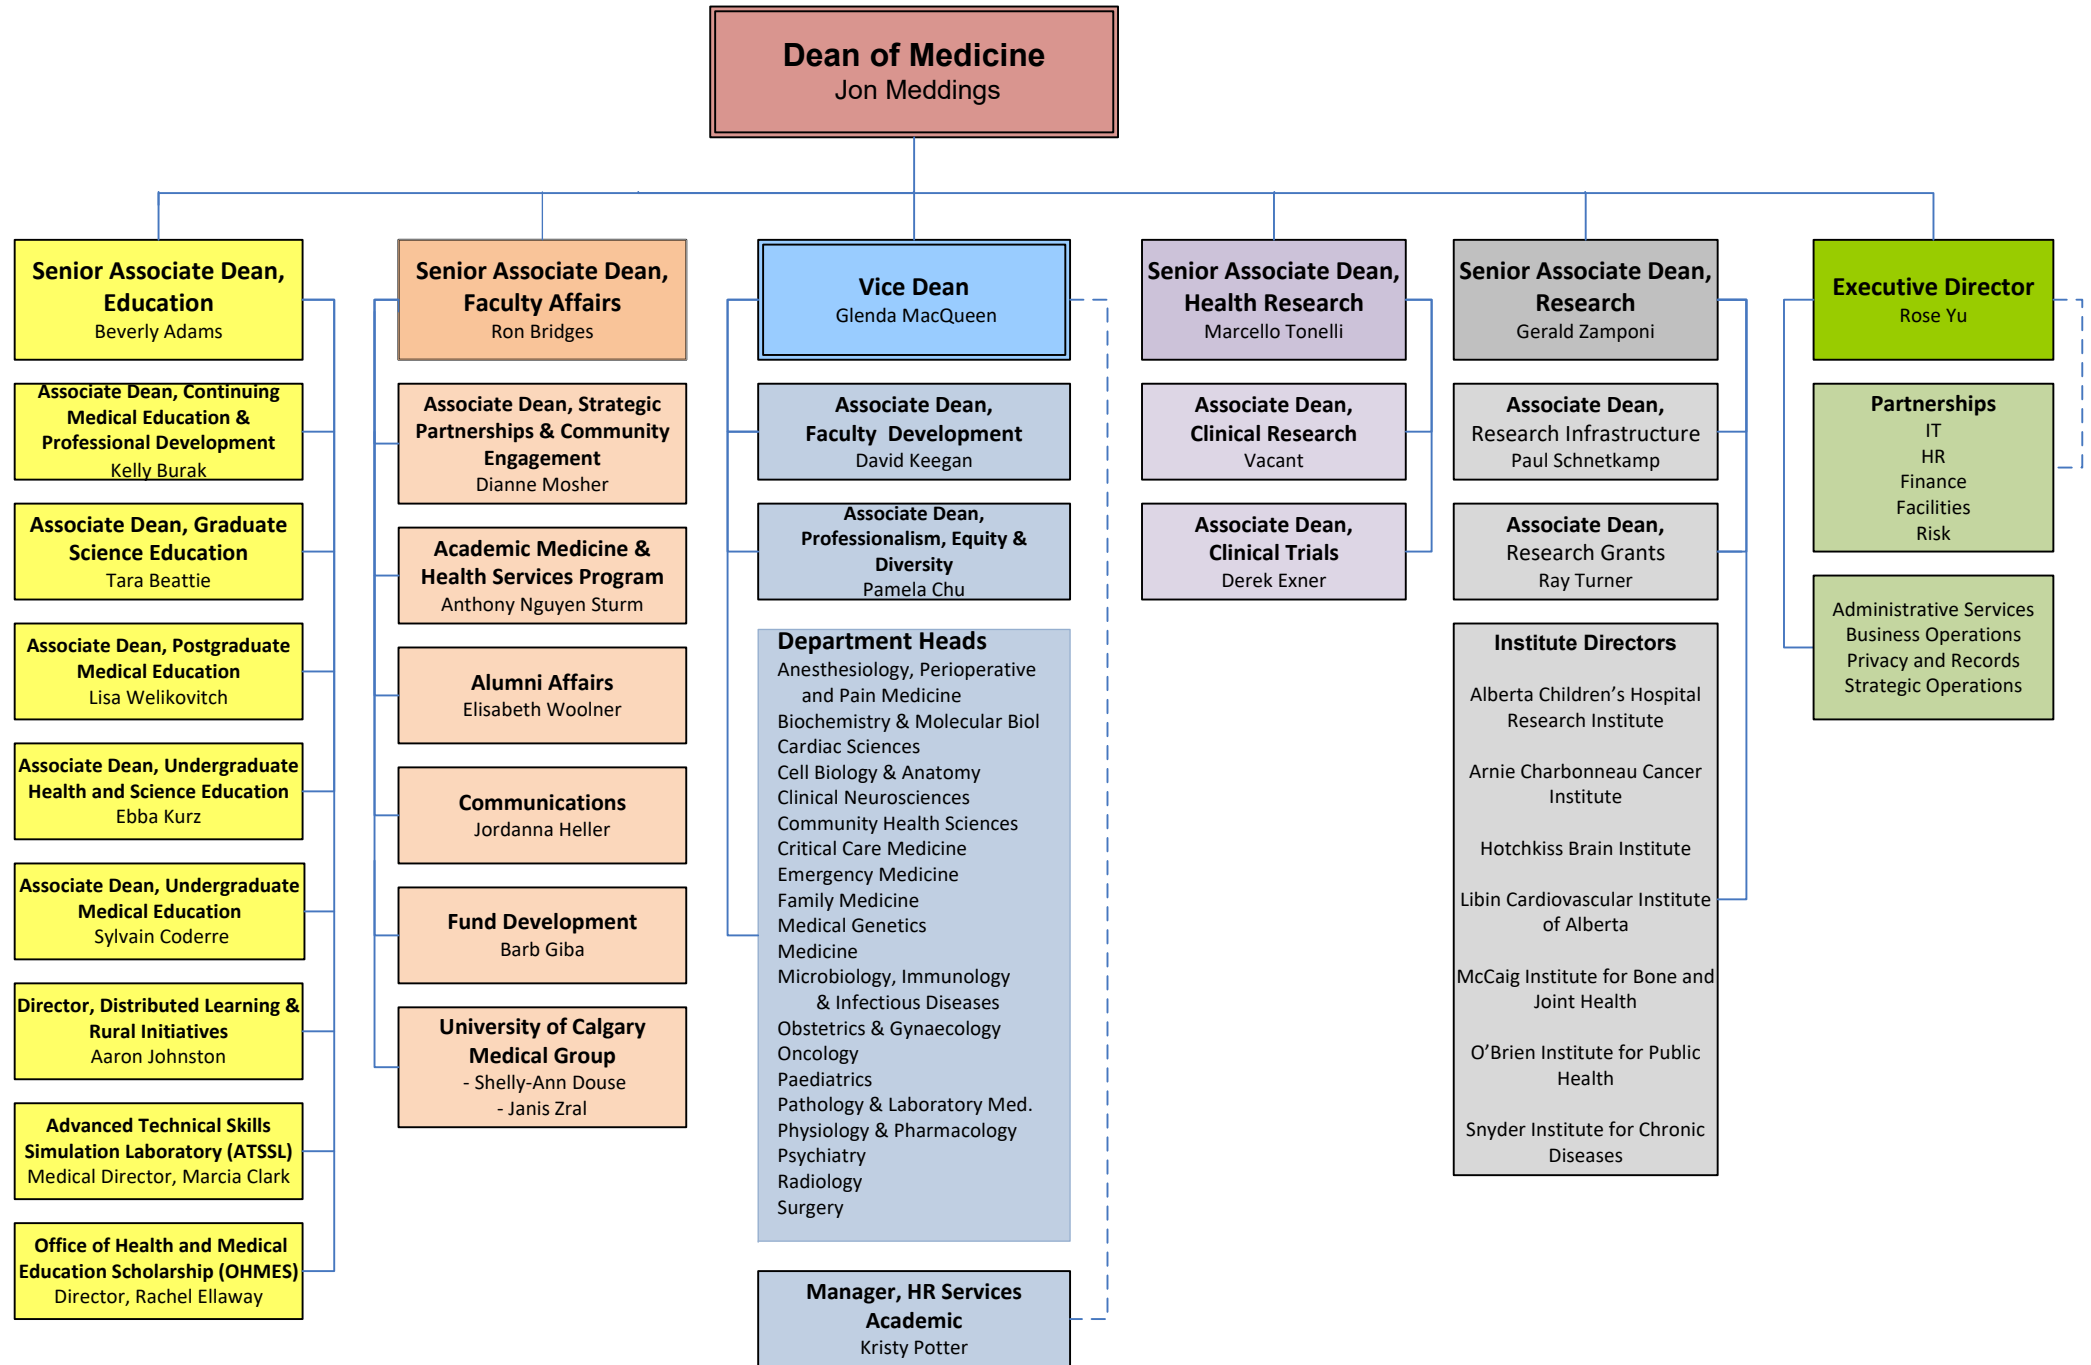 Dean of Medicine
Jon Meddings
Senior Associate Dean,
Education
Beverly Adams
Associate Dean, Continuing
Medical Education &
Professional Development
Kelly Burak
Associate Dean, Graduate
Science Education
Tara Beattie
Associate Dean, Postgraduate
Medical Education
Lisa Welikovitch
Associate Dean, Undergraduate
Health and Science Education
Ebba Kurz
Associate Dean, Undergraduate
Medical Education
Sylvain Coderre
Director, Distributed Learning &
Rural Initiatives
Aaron Johnston
Advanced Technical Skills
Simulation Laboratory (ATSSL)
Medical Director, Marcia Clark
Office of Health and Medical
Education Scholarship (OHMES)
Director, Rachel Ellaway
Senior Associate Dean,
Faculty Affairs
Ron Bridges
Associate Dean, Strategic
Partnerships & Community
Engagement
Dianne Mosher
Academic Medicine &
Health Services Program
Anthony Nguyen Sturm
Alumni Affairs
Elisabeth Woolner
Communications
Jordanna Heller
Fund Development
Barb Giba
University of Calgary
Medical Group
- Shelly-Ann Douse
- Janis Zral
Vice Dean
Glenda MacQueen
Associate Dean,
Faculty Development
David Keegan
Associate Dean,
Professionalism, Equity &
Diversity
Pamela Chu
Department Heads
Anesthesiology, Perioperative
and Pain Medicine
Biochemistry & Molecular Biol
Cardiac Sciences
Cell Biology & Anatomy
Clinical Neurosciences
Community Health Sciences
Critical Care Medicine
Emergency Medicine
Family Medicine
Medical Genetics
Medicine
Microbiology, Immunology
& Infectious Diseases
Obstetrics & Gynaecology
Oncology
Paediatrics
Pathology & Laboratory Med.
Physiology & Pharmacology
Psychiatry
Radiology
Surgery
Manager, HR Services
Academic
Kristy Potter
Senior Associate Dean,
Health Research
Marcello Tonelli
Associate Dean,
Clinical Research
Vacant
Associate Dean,
Clinical Trials
Derek Exner
Senior Associate Dean,
Research
Gerald Zamponi
Associate Dean,
Research Infrastructure
Paul Schnetkamp
Associate Dean,
Research Grants
Ray Turner
Institute Directors
Alberta Children’s Hospital
Research Institute
Arnie Charbonneau Cancer
Institute
Hotchkiss Brain Institute
Libin Cardiovascular Institute
of Alberta
McCaig Institute for Bone and
Joint Health
O’Brien Institute for Public
Health
Snyder Institute for Chronic
Diseases
Executive Director
Rose Yu
Partnerships
IT
HR
Finance
Facilities
Risk
Administrative Services
Business Operations
Privacy and Records
Strategic Operations